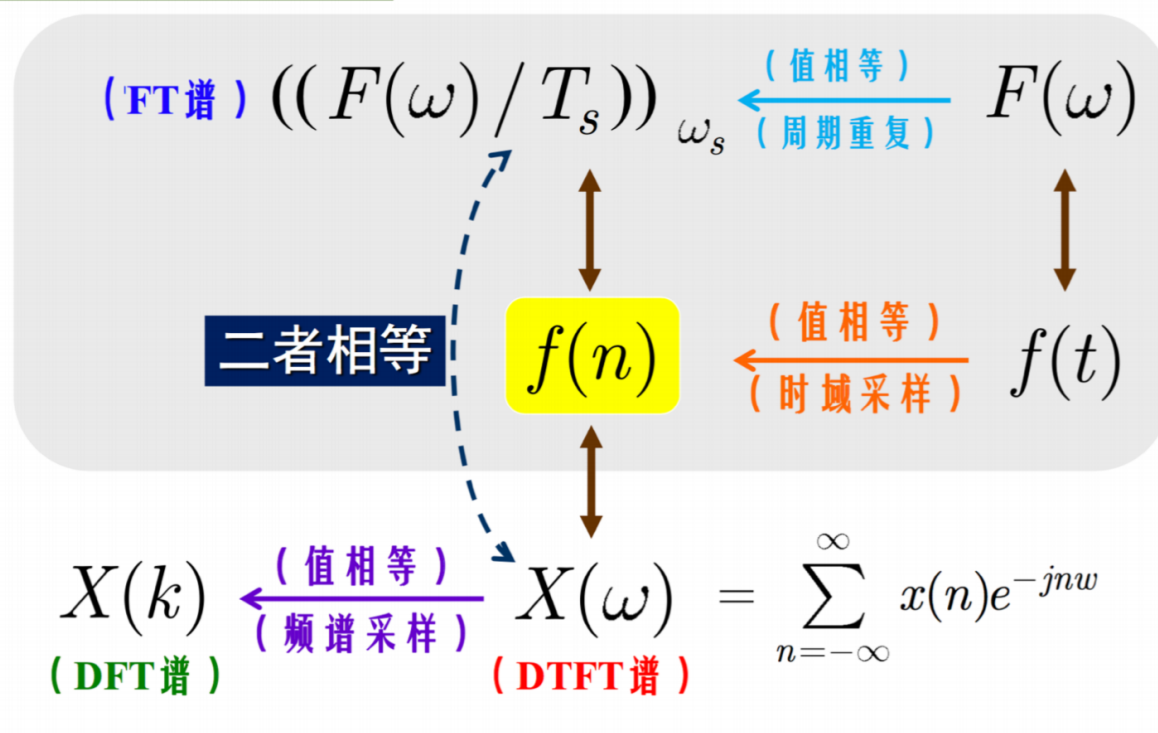 (FT谱) ((F(ω)/T_s))_{ω_s} (值相等) F(ω)
(周期重复)
二者相等 f(n) (值相等) f(t)
(时域采样)
X(k) (值相等) X(ω) = \sum_{n=-∞}^{∞} x(n)e^{-jnw}
(频谱采样)
(DFT谱) (DTFT谱)